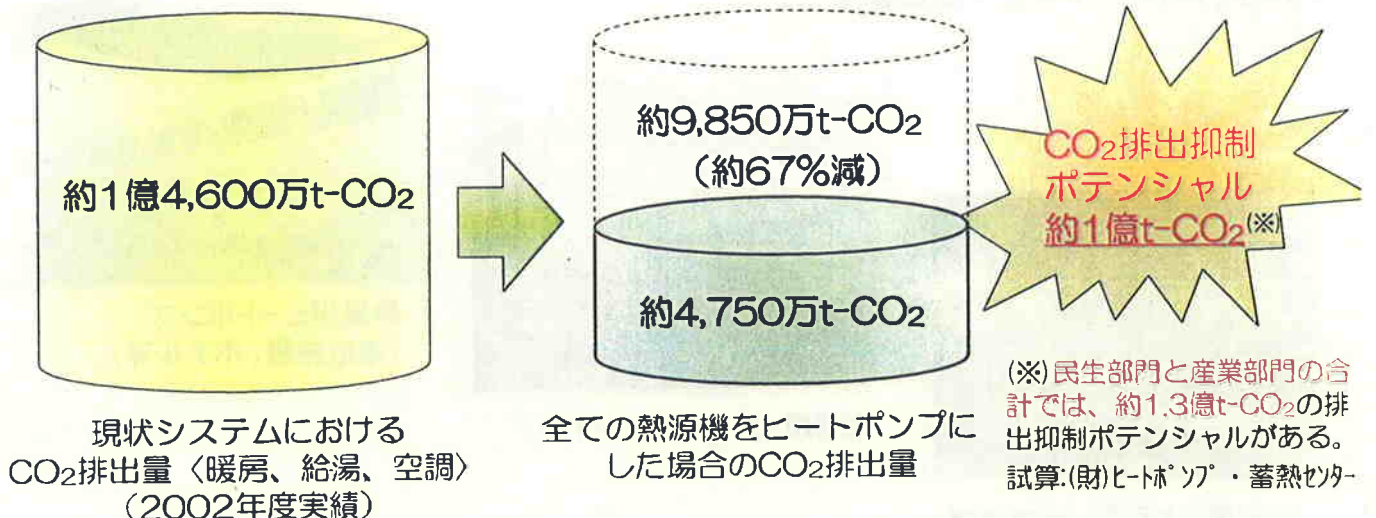 約1億4,600万t-CO2
現状システムにおける
CO2排出量〈暖房、給湯、空調〉
(2002年度実績)
約9,850万t-CO2
(約67%減)
約4,750万t-CO2
全ての熱源機をヒートポンプに
した場合のCO2排出量
CO2排出抑制
ポテンシャル
約1億t-CO2(※)
(※)民生部門と産業部門の合
計では、約1.3億t-CO2の排
出抑制ポテンシャルがある。
試算:(財)ヒートポンプ・蓄熱センター